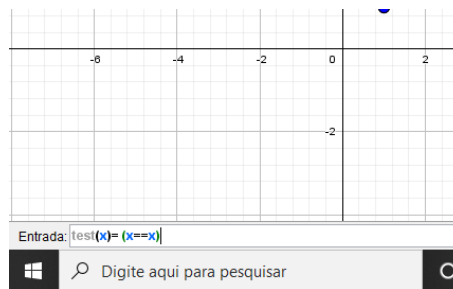 -6 -4 -2 0 2
-2
Entrada: test(x)= (x==x)
Digite aqui para pesquisar